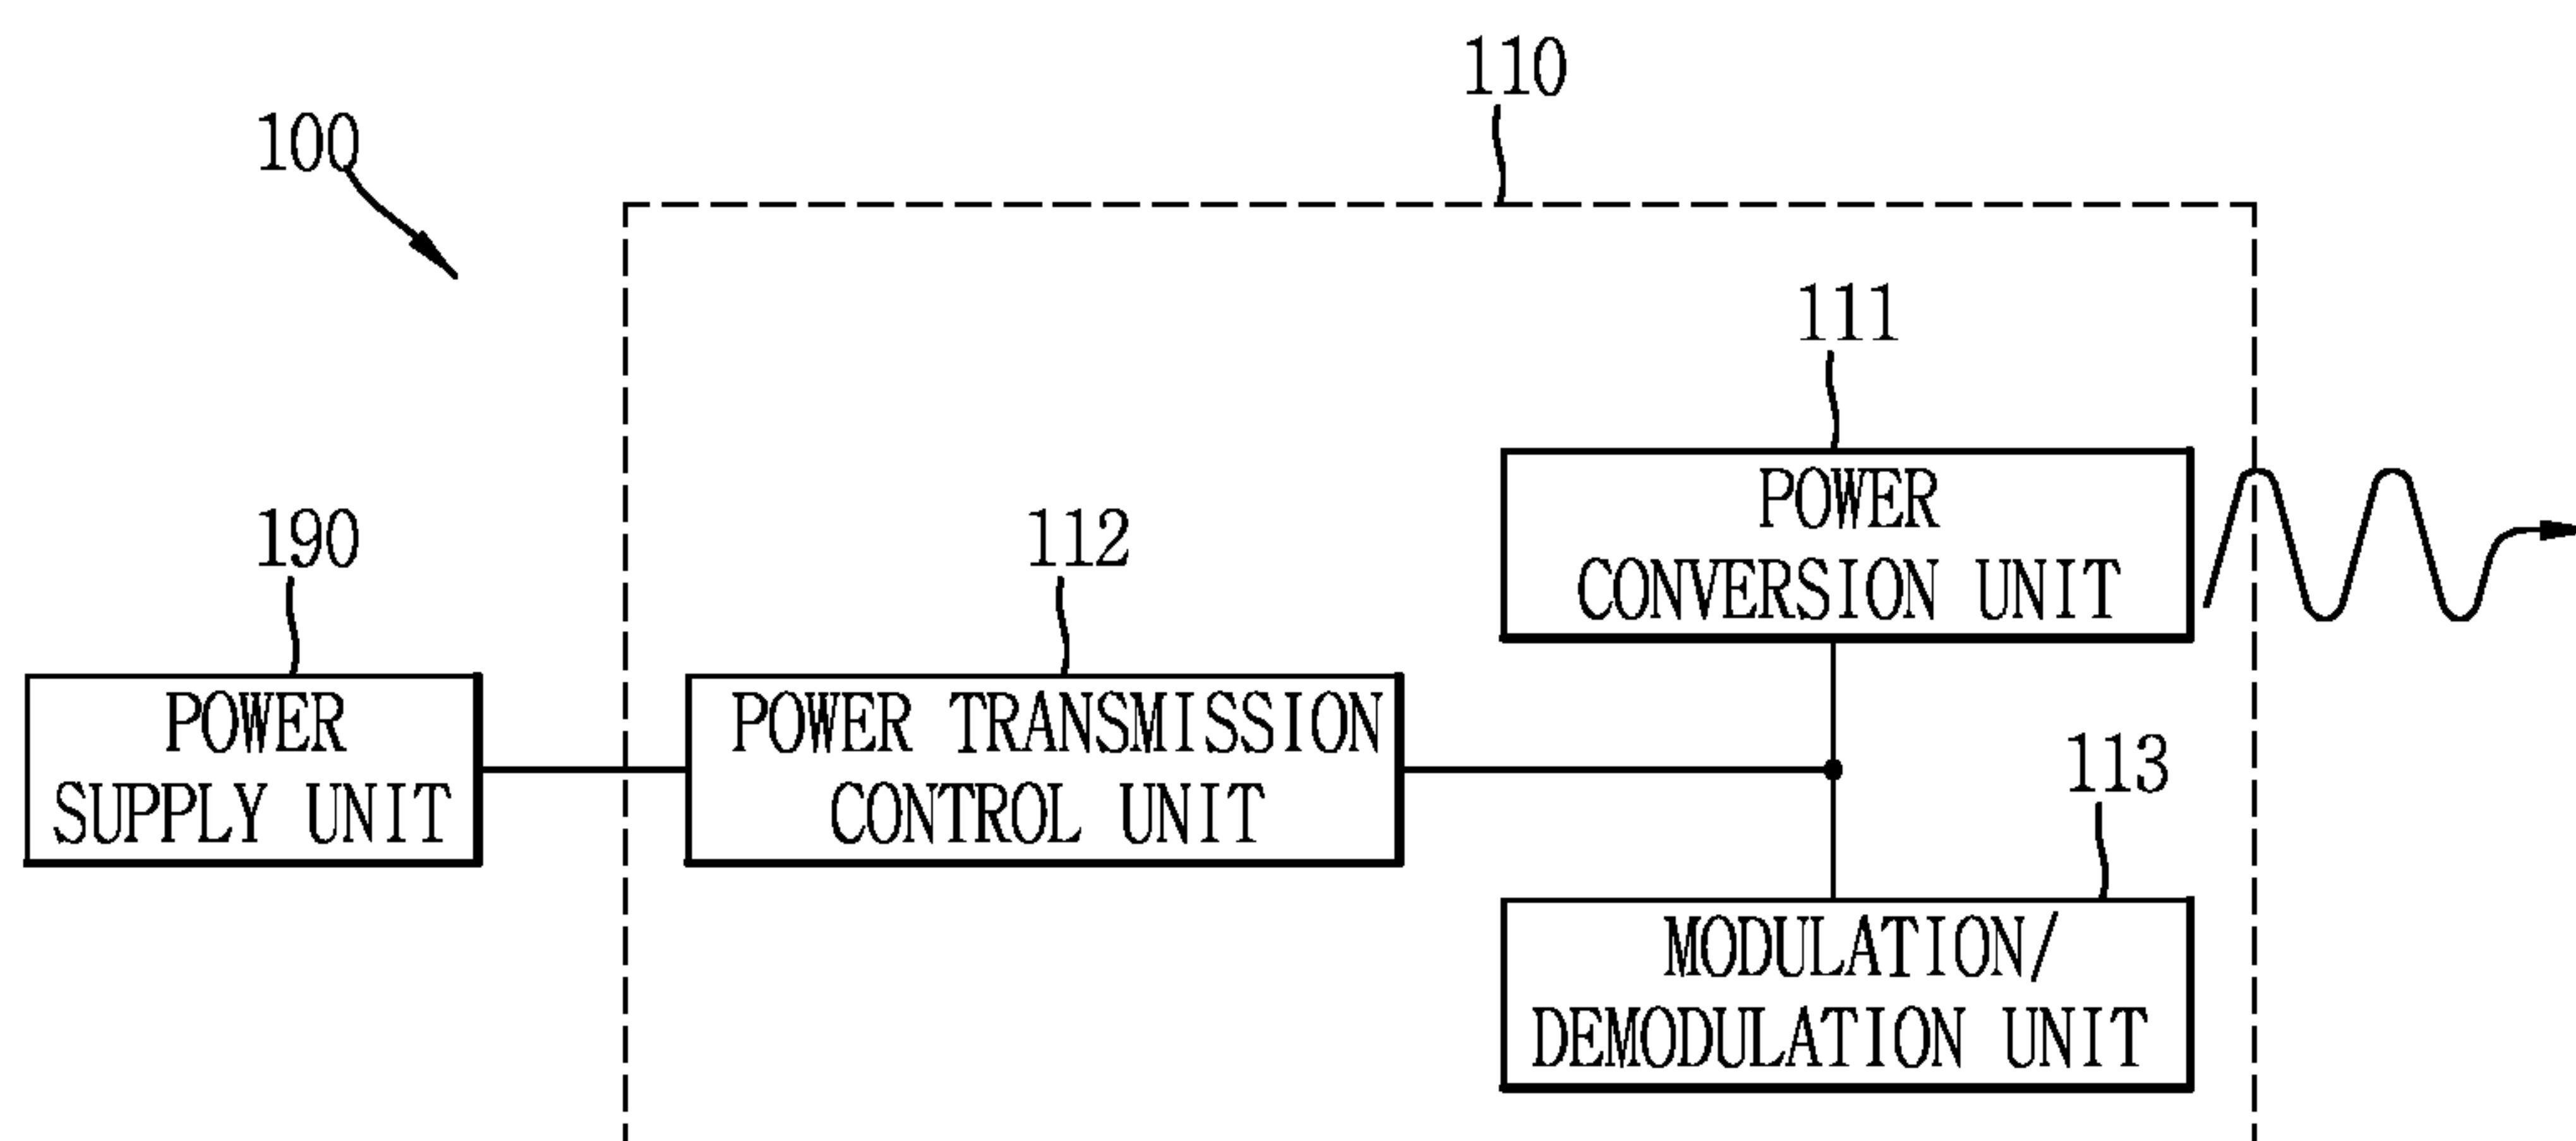 110
100
111
POWER
CONVERSION UNIT
190
112
POWER
SUPPLY UNIT
POWER TRANSMISSION
CONTROL UNIT
113
MODULATION/
DEMODULATION UNIT